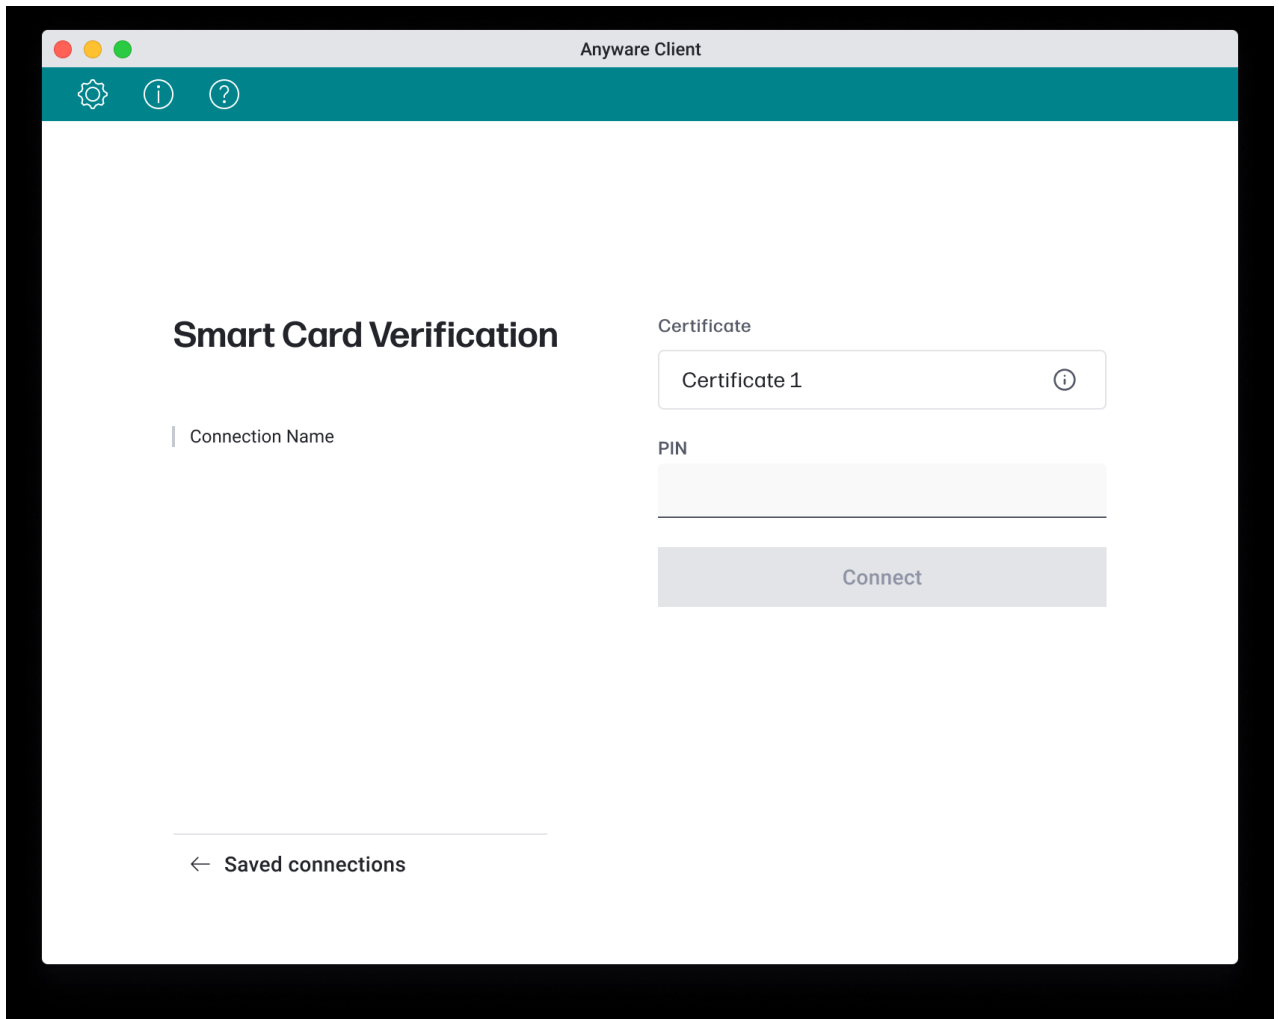 Anyware Client
Smart Card Verification
Connection Name
Certificate
Certificate 1
PIN
Connect
Saved connections